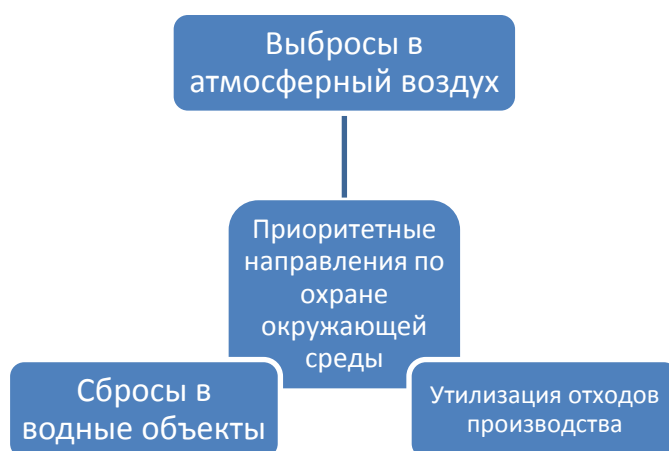 Выбросы в
атмосферный воздух
Приоритетные
направления по
охране
окружающей
среды
Сбросы в
водные объекты
Утилизация отходов
производства